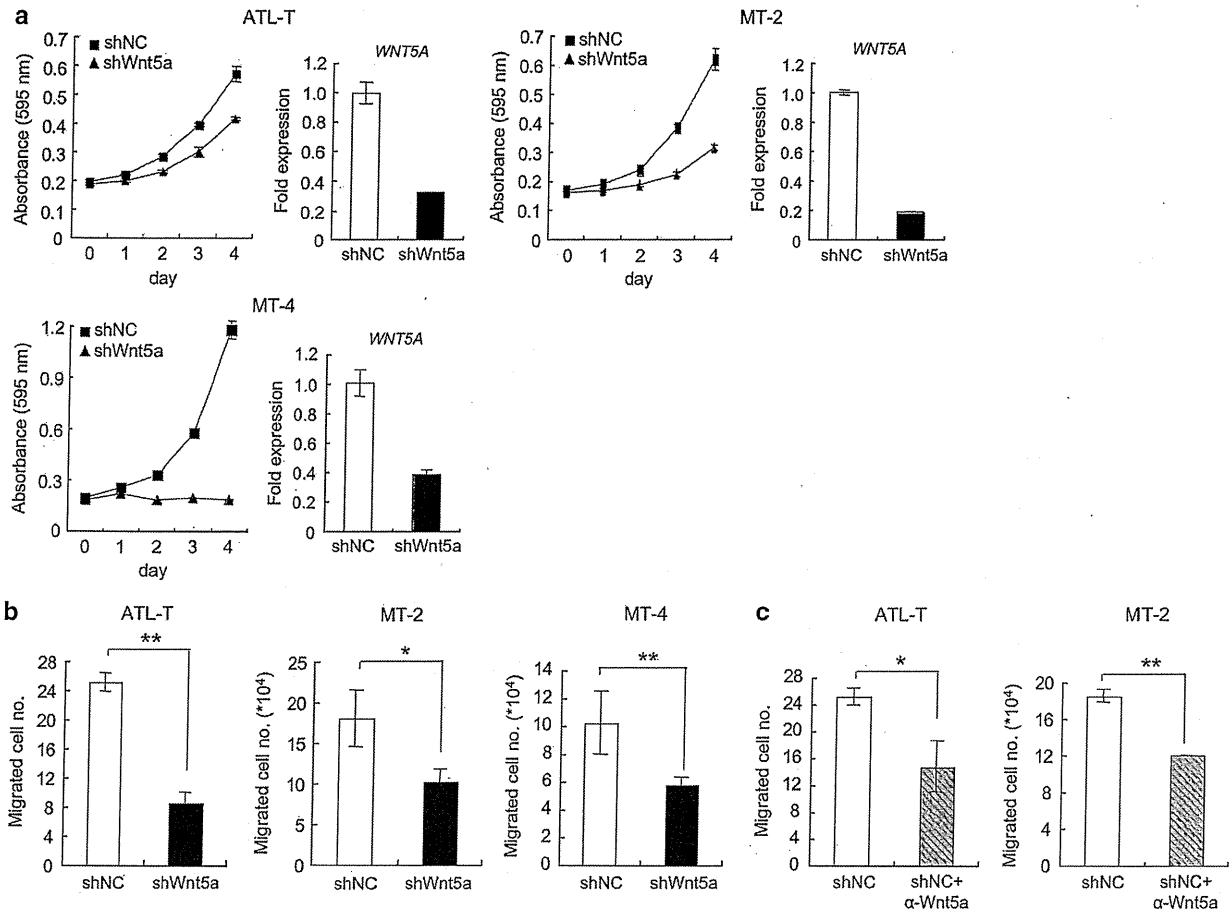 a
ATL-T
0.7
0.6
0.5
0.4
0.3
0.2
0.1
0
Absorbance (595 nm)
shNC
shWnt5a
0 1 2 3 4
day
WNT5A
1.2
1.0
0.8
0.6
0.4
0.2
0
Fold expression
shNC shWnt5a
MT-2
0.7
0.6
0.5
0.4
0.3
0.2
0.1
0
Absorbance (595 nm)
shNC
shWnt5a
0 1 2 3 4
day
WNT5A
1.2
1.0
0.8
0.6
0.4
0.2
0
Fold expression
shNC shWnt5a
MT-4
1.2
0.9
0.6
0.3
0
Absorbance (595 nm)
shNC
shWnt5a
0 1 2 3 4
day
WNT5A
1.2
1.0
0.8
0.6
0.4
0.2
0
Fold expression
shNC shWnt5a
b
ATL-T
**
28
24
20
16
12
8
4
0
Migrated cell no.
shNC shWnt5a
MT-2
*
25
20
15
10
5
0
Migrated cell no. (*10⁴)
shNC shWnt5a
MT-4
**
14
12
10
8
6
4
2
0
Migrated cell no. (*10⁴)
shNC shWnt5a
c
ATL-T
*
28
24
20
16
12
8
4
0
Migrated cell no.
shNC shNC+
α-Wnt5a
MT-2
**
20
16
12
8
4
0
Migrated cell no. (*10⁴)
shNC shNC+
α-Wnt5a